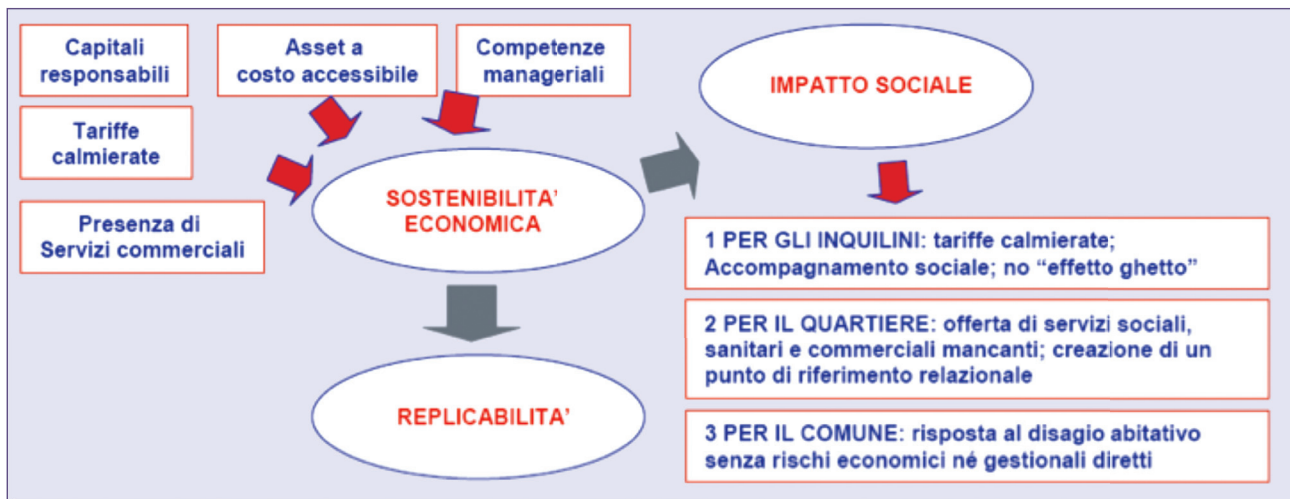 Capitali
responsabili
Asset a
costo accessibile
Competenze
manageriali
IMPATTO SOCIALE
Tariffe
calmierate
SOSTENIBILITA’
ECONOMICA
Presenza di
Servizi commerciali
1 PER GLI INQUILINI: tariffe calmierate;
Accompagnamento sociale; no “effetto ghetto”
2 PER IL QUARTIERE: offerta di servizi sociali,
sanitari e commerciali mancanti; creazione di un
punto di riferimento relazionale
REPLICABILITA’
3 PER IL COMUNE: risposta al disagio abitativo
senza rischi economici né gestionali diretti